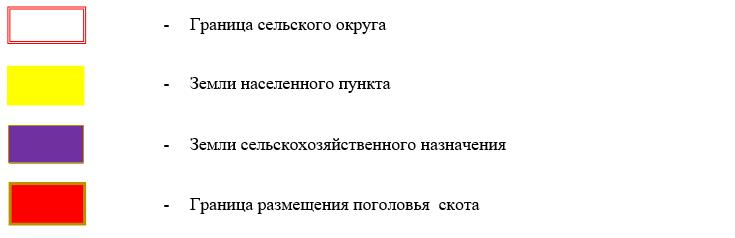 - Граница сельского округа
- Земли населенного пункта
- Земли сельскохозяйственного назначения
- Граница размещения поголовья скота